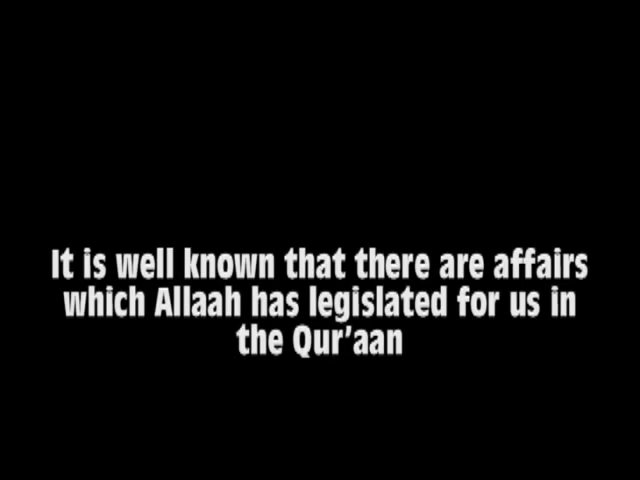 It is well known that there are affairs
which Allaah has legislated for us in
the Qur'aan